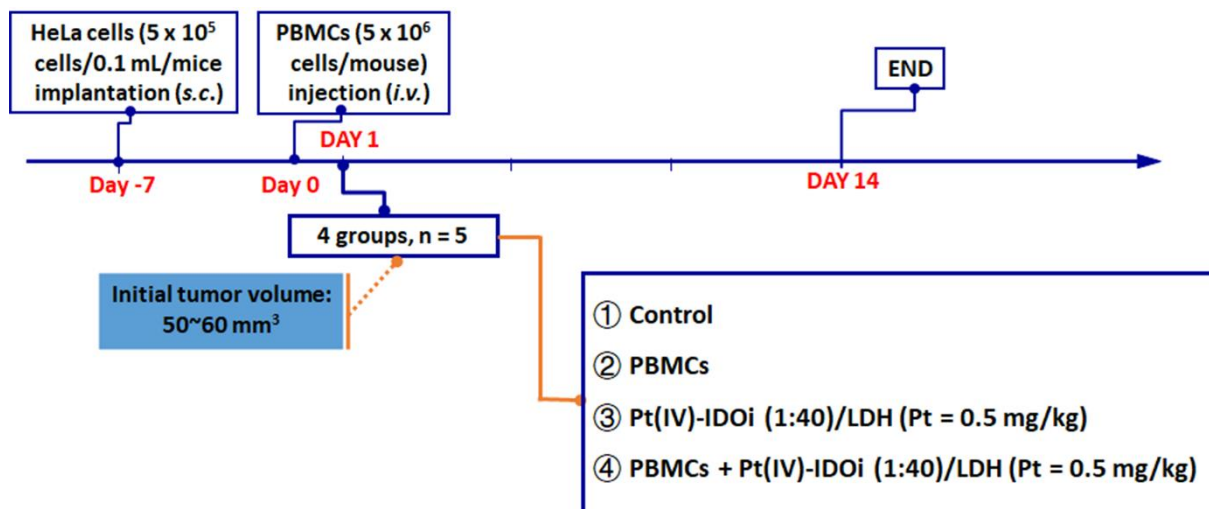 HeLa cells (5 x 10⁵
cells/0.1 mL/mice
implantation (s.c.)
PBMCs (5 x 10⁶
cells/mouse)
injection (i.v.)
END
DAY 1
Day -7
Day 0
DAY 14
4 groups, n = 5
Initial tumor volume:
50~60 mm³
① Control
② PBMCs
③ Pt(IV)-IDOi (1:40)/LDH (Pt = 0.5 mg/kg)
④ PBMCs + Pt(IV)-IDOi (1:40)/LDH (Pt = 0.5 mg/kg)